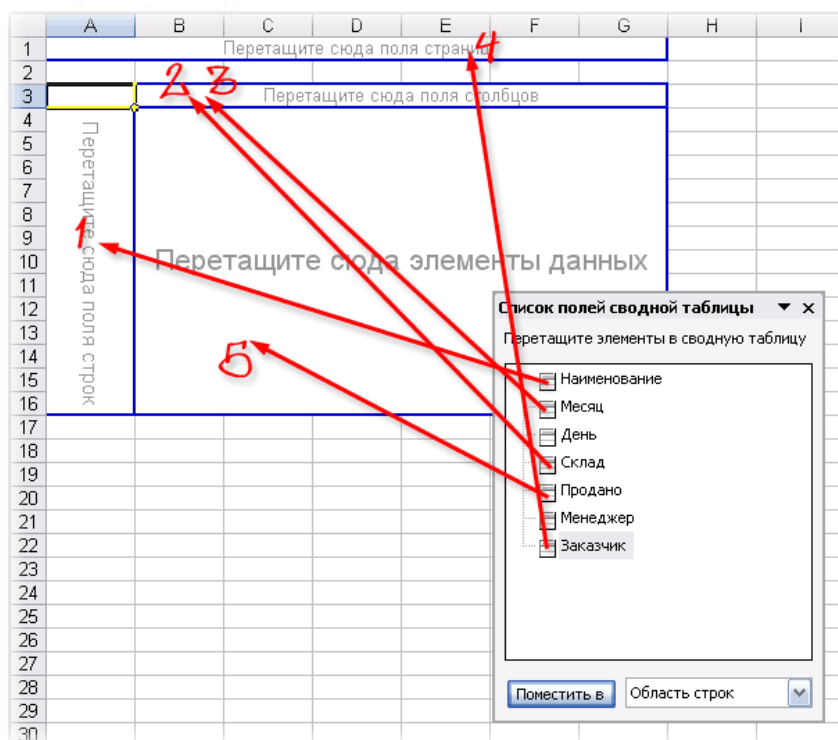 A B C D E F G H I
1 Перетащите сюда поля страниц 4
2
3 2 3 Перетащите сюда поля столбцов
4
5
6
7
8
9
10
11
12
13
14
15
16
17
18
19
20
21
22
23
24
25
26
27
28
29
30
Перетащите сюда поля строк
1
Перетащите сюда элементы данных
5
Список полей сводной таблицы
Перетащите элементы в сводную таблицу
Наименование
Месяц
День
Склад
Продано
Менеджер
Заказчик
Поместить в Область строк